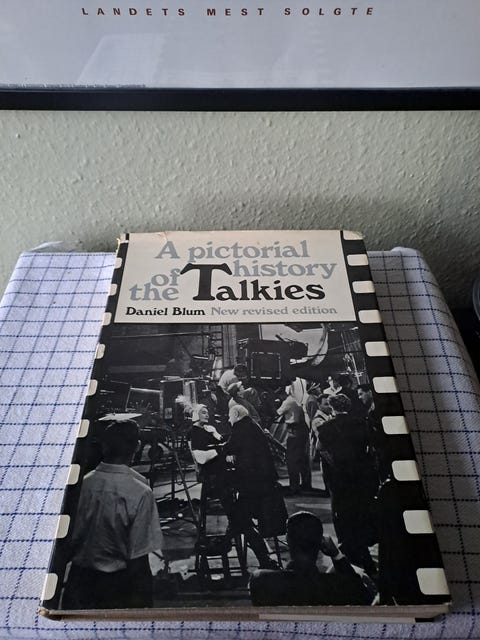 LANDETS MEST SOLGTE
A pictorial
of history
the Talkies
Daniel Blum New revised edition